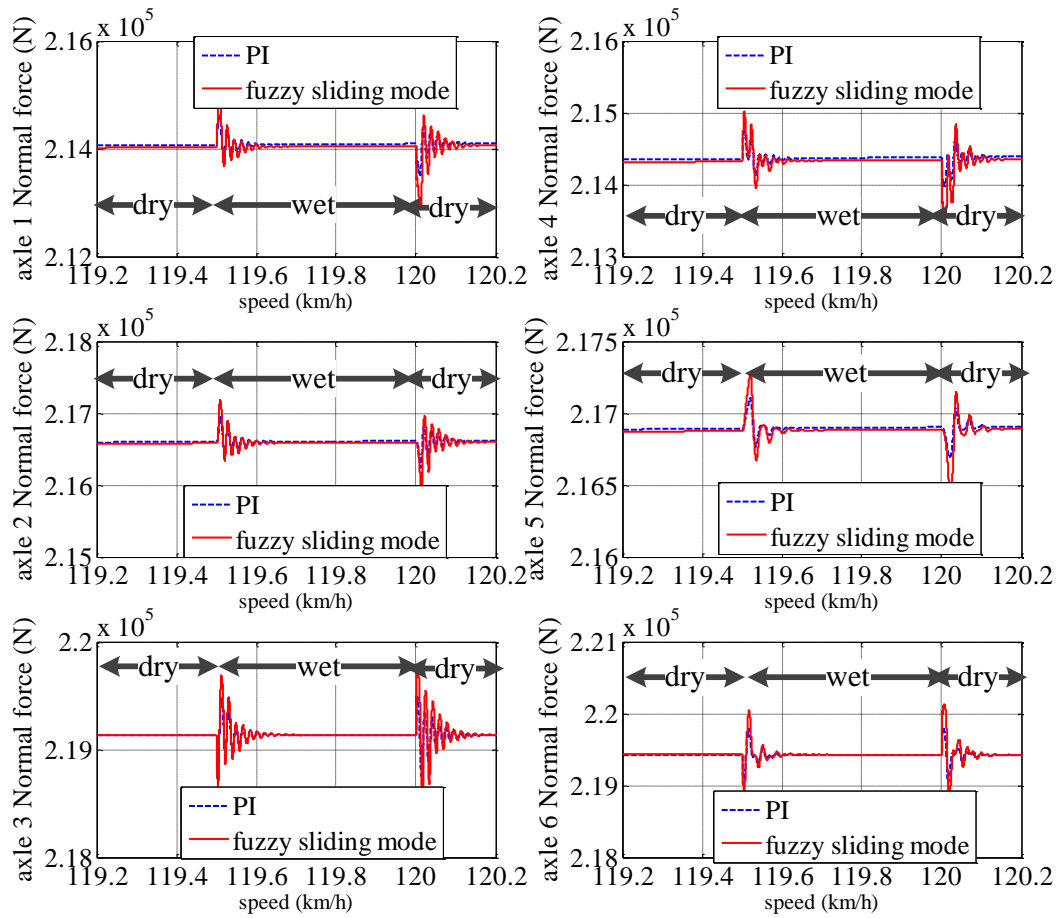 x 10^5
2.16
2.14
2.12
axle 1 Normal force (N)
PI
fuzzy sliding mode
dry
wet
dry
119.2 119.4 119.6 119.8 120 120.2
speed (km/h)
x 10^5
2.16
2.15
2.14
2.13
axle 4 Normal force (N)
PI
fuzzy sliding mode
dry
wet
dry
119.2 119.4 119.6 119.8 120 120.2
speed (km/h)
x 10^5
2.18
2.17
2.16
2.15
axle 2 Normal force (N)
dry
wet
dry
PI
fuzzy sliding mode
119.2 119.4 119.6 119.8 120 120.2
speed (km/h)
x 10^5
2.175
2.17
2.165
2.16
axle 5 Normal force (N)
dry
wet
dry
PI
fuzzy sliding mode
119.2 119.4 119.6 119.8 120 120.2
speed (km/h)
x 10^5
2.2
2.19
2.18
axle 3 Normal force (N)
dry
wet
dry
PI
fuzzy sliding mode
119.2 119.4 119.6 119.8 120 120.2
speed (km/h)
x 10^5
2.21
2.2
2.19
2.18
axle 6 Normal force (N)
dry
wet
dry
PI
fuzzy sliding mode
119.2 119.4 119.6 119.8 120 120.2
speed (km/h)